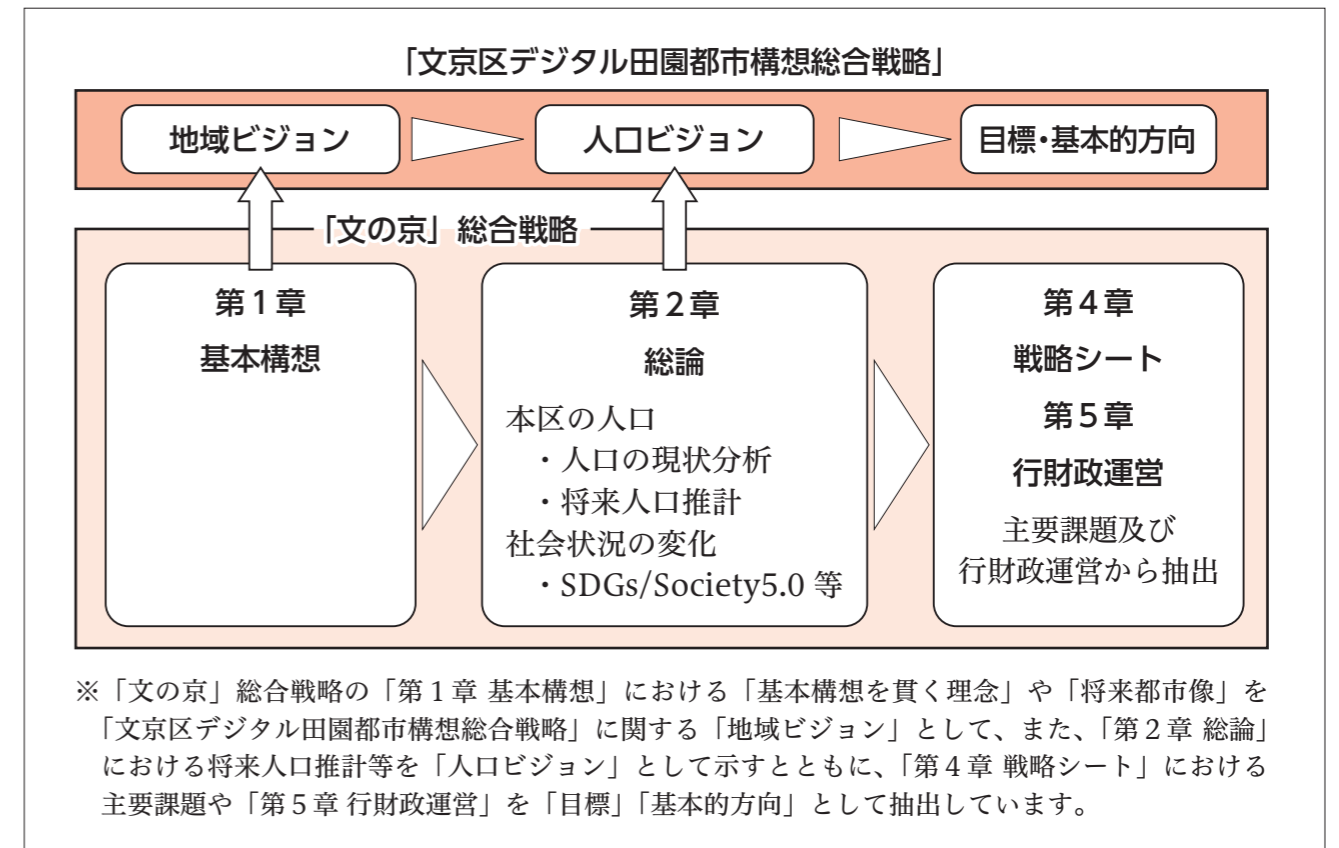 「文京区デジタル田園都市構想総合戦略」
地域ビジョン
人口ビジョン
目標・基本的方向
「文の京」総合戦略
第1章
基本構想
第2章
総論
本区の人口
・人口の現状分析
・将来人口推計
社会状況の変化
・SDGs/Society5.0 等
第4章
戦略シート
第5章
行財政運営
主要課題及び
行財政運営から抽出
※「文の京」総合戦略の「第1章 基本構想」における「基本構想を貫く理念」や「将来都市像」を
「文京区デジタル田園都市構想総合戦略」に関する「地域ビジョン」として、また、「第2章 総論」
における将来人口推計等を「人口ビジョン」として示すとともに、「第4章 戦略シート」における
主要課題や「第5章 行財政運営」を「目標」「基本的方向」として抽出しています。